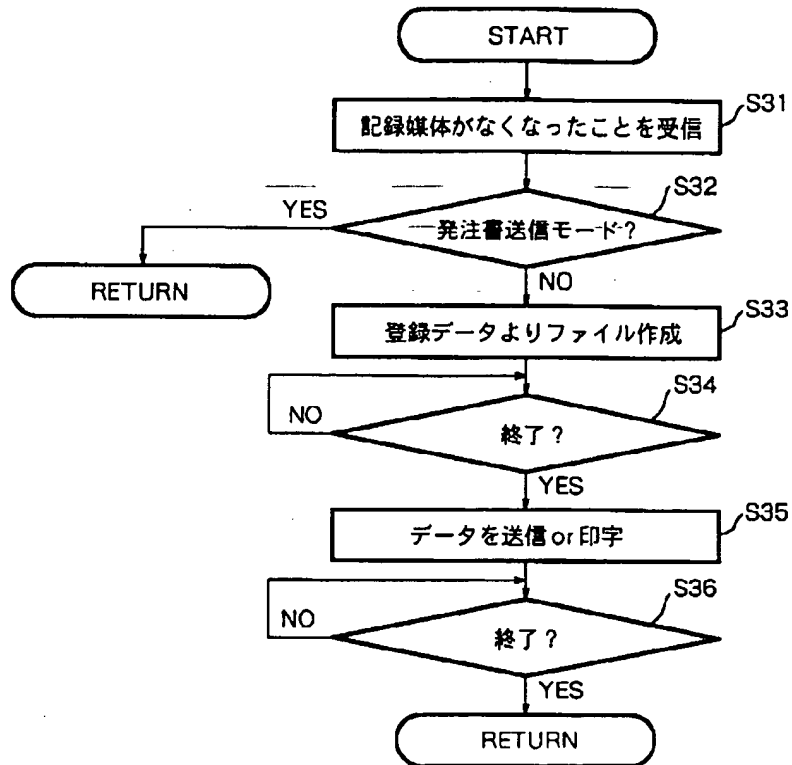 START
S31
記録媒体がなくなったことを受信
S32
YES
発注書送信モード?
RETURN
NO
S33
登録データよりファイル作成
S34
NO
終了?
YES
S35
データを送信or印字
S36
NO
終了?
YES
RETURN